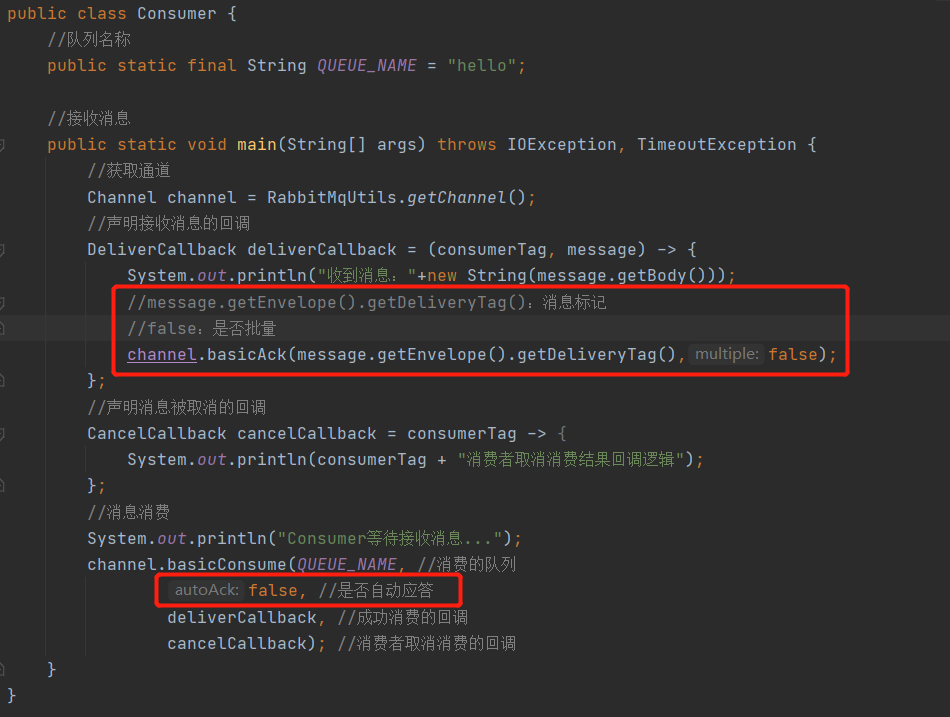 public class Consumer {
//队列名称
public static final String QUEUE_NAME = "hello";
//接收消息
public static void main(String[] args) throws IOException, TimeoutException {
//获取通道
Channel channel = RabbitMqUtils.getChannel();
//声明接收消息的回调
DeliverCallback deliverCallback = (consumerTag, message) -> {
System.out.println("收到消息："+new String(message.getBody()));
//message.getEnvelope().getDeliveryTag()：消息标记
//false：是否批量
channel.basicAck(message.getEnvelope().getDeliveryTag(), multiple: false);
};
//声明消息被取消的回调
CancelCallback cancelCallback = consumerTag -> {
System.out.println(consumerTag + "消费者取消消费结果回调逻辑");
};
//消息消费
System.out.println("Consumer等待接收消息...");
channel.basicConsume(QUEUE_NAME, //消费的队列
autoAck: false, //是否自动应答
deliverCallback, //成功消费的回调
cancelCallback); //消费者取消消费的回调
}
}